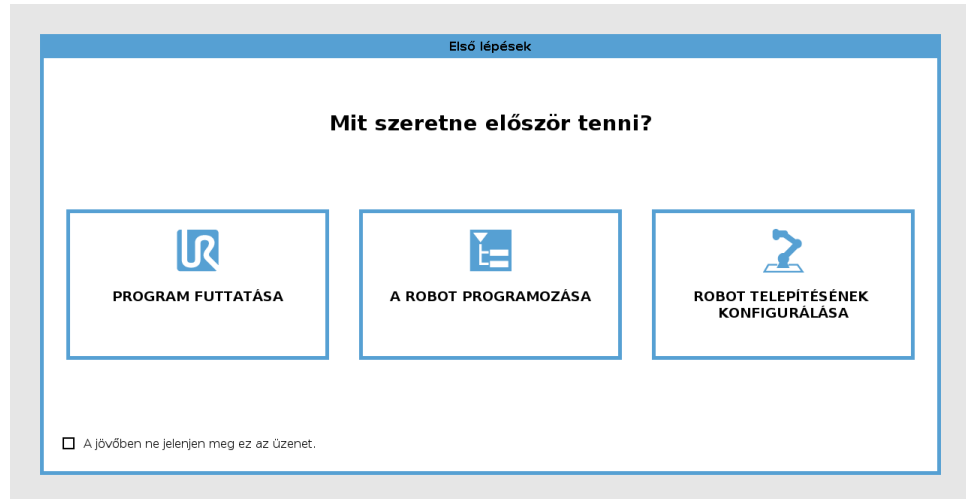 Első lépések
Mit szeretne először tenni?
PROGRAM FUTTATÁSA
A ROBOT PROGRAMOZÁSA
ROBOT TELEPÍTÉSÉNEK
KONFIGURÁLÁSA
A jövőben ne jelenjen meg ez az üzenet.